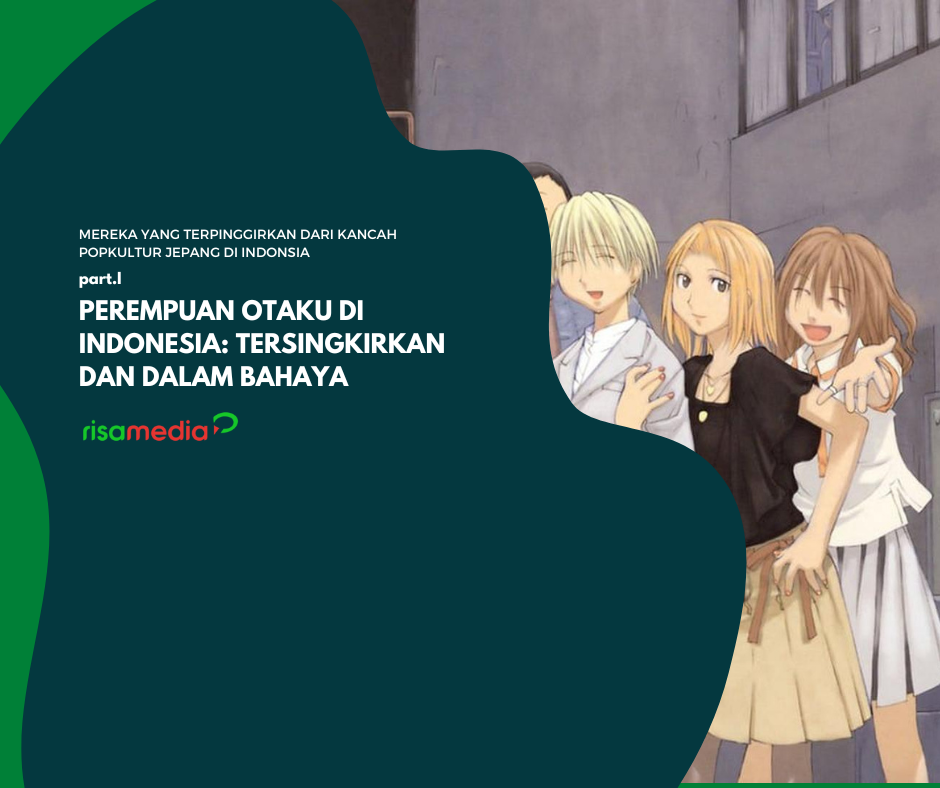 MEREKA YANG TERPINGGIRKAN DARI KANCAH
POPKULTUR JEPANG DI INDONSIA
part.I
PEREMPUAN OTAKU DI
INDONESIA: TERSINGKIRKAN
DAN DALAM BAHAYA
risamedia